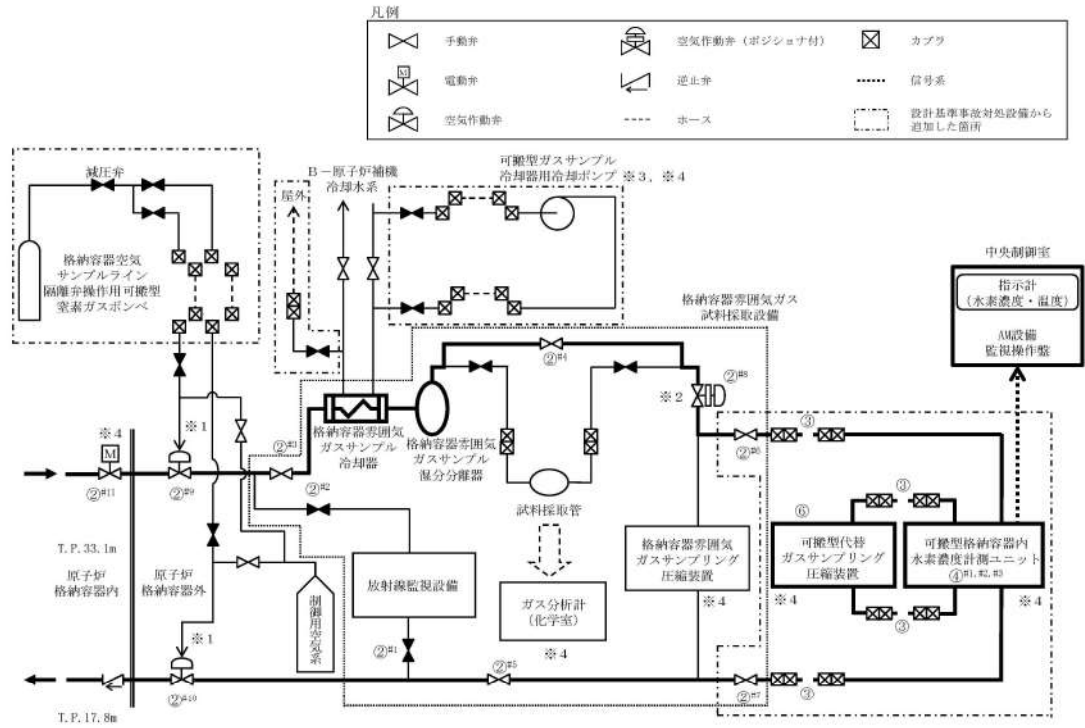 凡例
手動弁
空気作動弁(ポジショナ付)
カプラ
電動弁
逆止弁
信号系
空気作動弁
ホース
設計基準事故対処設備から
追加した箇所
減圧弁
格納容器空気
サンプルライン
隔離弁操作用可搬型
窒素ガスボンベ
屋外
B-原子炉補機
冷却水系
可搬型ガスサンプル
冷却器用冷却ポンプ ※3,※4
格納容器雰囲気ガス
試料採取設備
中央制御室
指示計
(水素濃度・温度)
AM設備
監視操作盤
②#4
②#8
※2
※1
※4
M
②#11
②#9
②#3
格納容器雰囲気
ガスサンプル
冷却器
格納容器雰囲気
ガスサンプル
湿分分離器
②#2
②#6
③
③
試料採取管
⑥
可搬型代替
ガスサンプリング
圧縮装置
※4
可搬型格納容器内
水素濃度計測ユニット
④#1,#2,#3
※4
③
格納容器雰囲気
ガスサンプリング
圧縮装置
※4
T.P.33.1m
原子炉
格納容器内
原子炉
格納容器外
制御用空気系
放射線監視設備
ガス分析計
(化学室)
※4
※1
②#1
②#10
②#5
②#7
③
T.P.17.8m